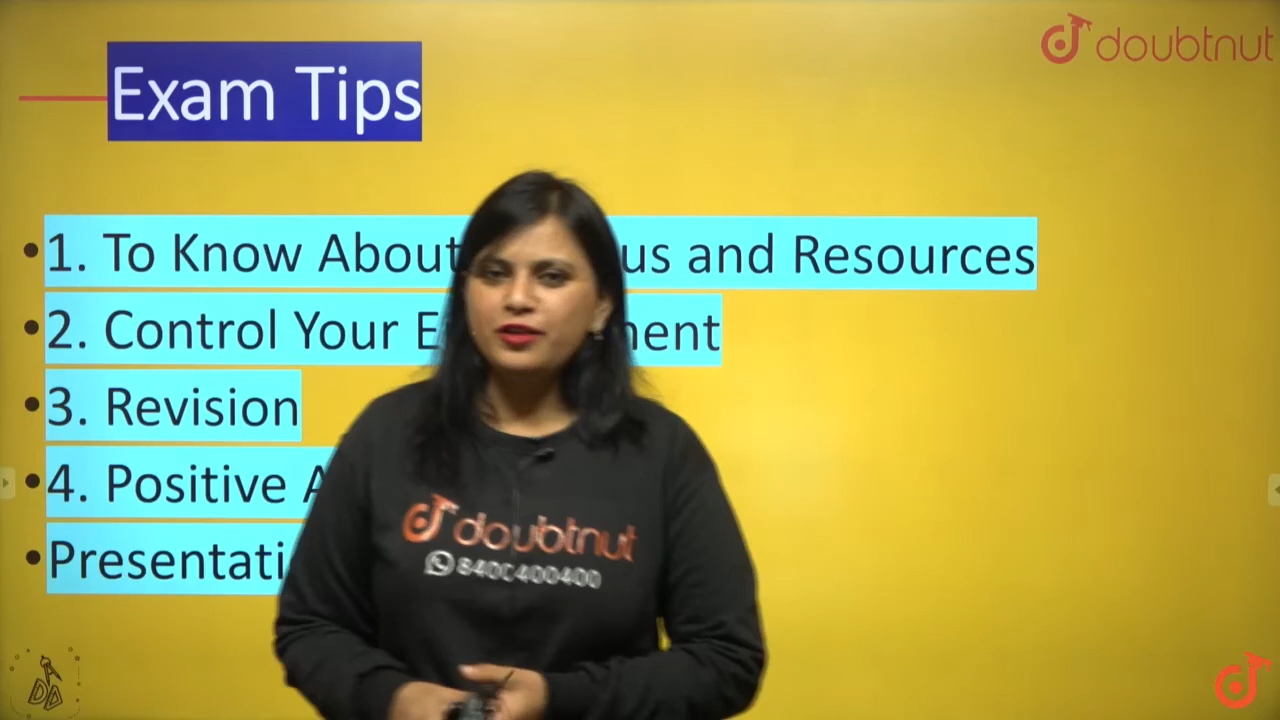 doubtnut
Exam Tips
• 1. To Know About us and Resources
• 2. Control Your E ment
• 3. Revision
• 4. Positive A
• Presentati
doubtnut
8400400400